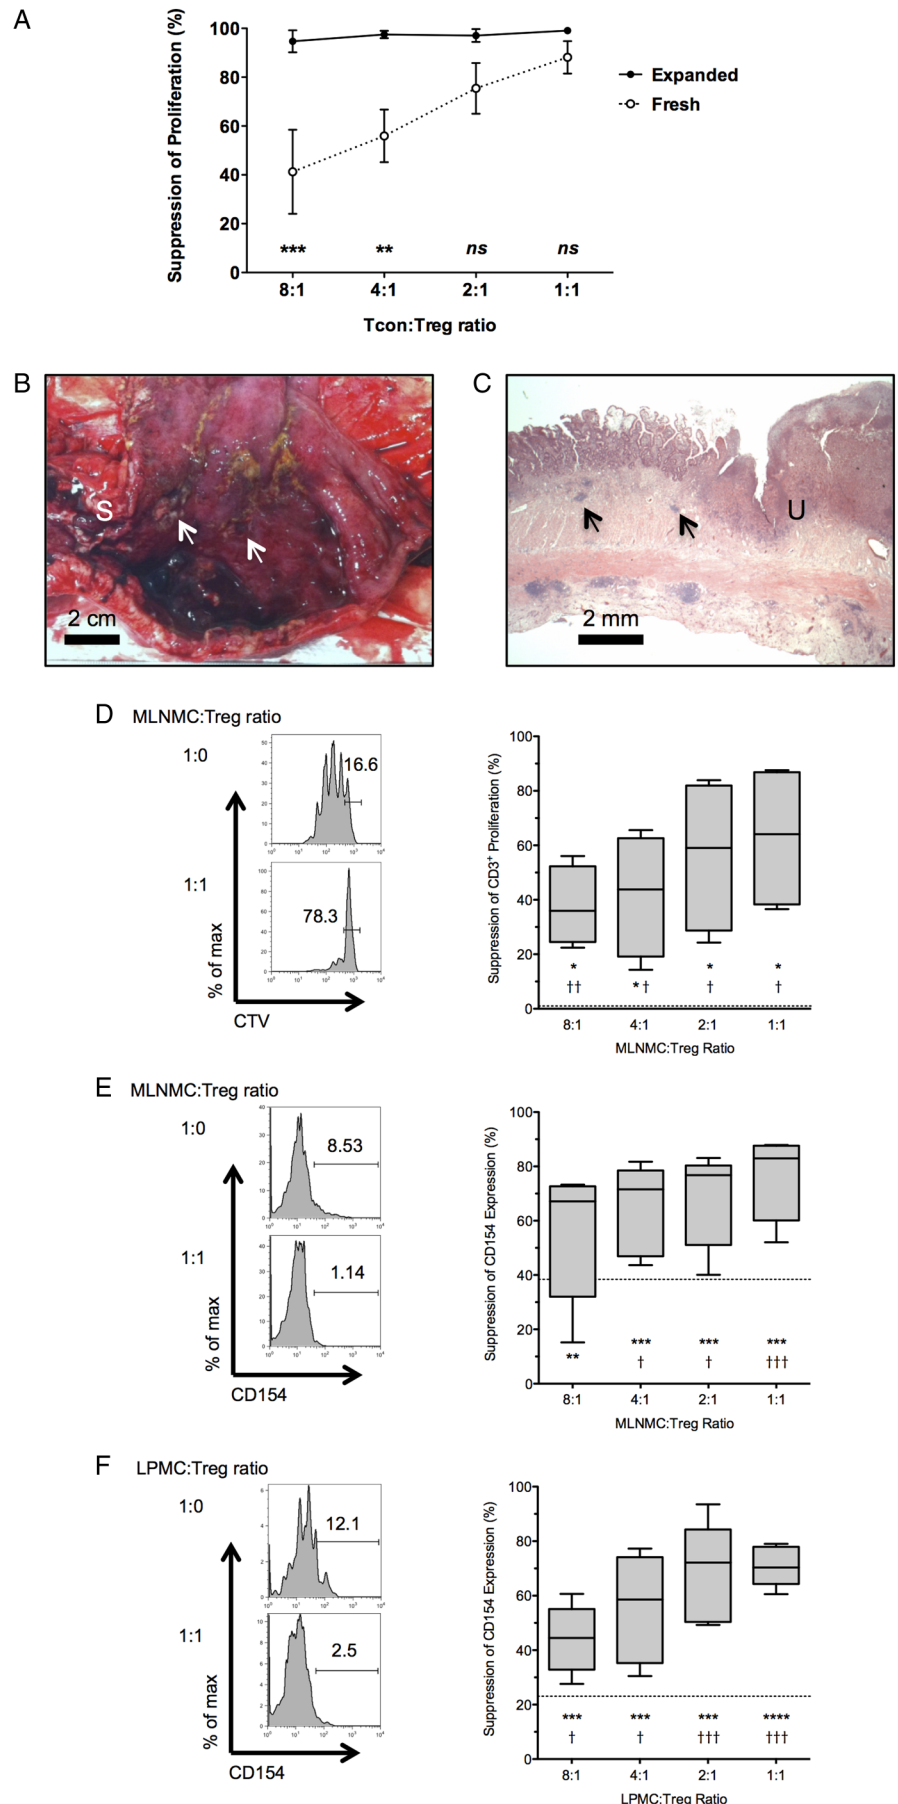 A
Suppression of Proliferation (%)
100
80
60
40
20
0
*** ** ns ns
8:1 4:1 2:1 1:1
Tcon:Treg ratio
Expanded
Fresh
B
S
2 cm
C
U
2 mm
D MLNMC:Treg ratio
1:0
16.6
1:1
78.3
% of max
CTV
Suppression of CD3+ Proliferation (%)
100
80
60
40
20
0
* * * *
†† † † †
8:1 4:1 2:1 1:1
MLNMC:Treg Ratio
E MLNMC:Treg ratio
1:0
8.53
1:1
1.14
% of max
CD154
Suppression of CD154 Expression (%)
100
80
60
40
20
0
** *** *** ***
† † †††
8:1 4:1 2:1 1:1
MLNMC:Treg Ratio
F LPMC:Treg ratio
1:0
12.1
1:1
2.5
% of max
CD154
Suppression of CD154 Expression (%)
100
80
60
40
20
0
*** *** *** ****
† † ††† †††
8:1 4:1 2:1 1:1
LPMC:Treg Ratio